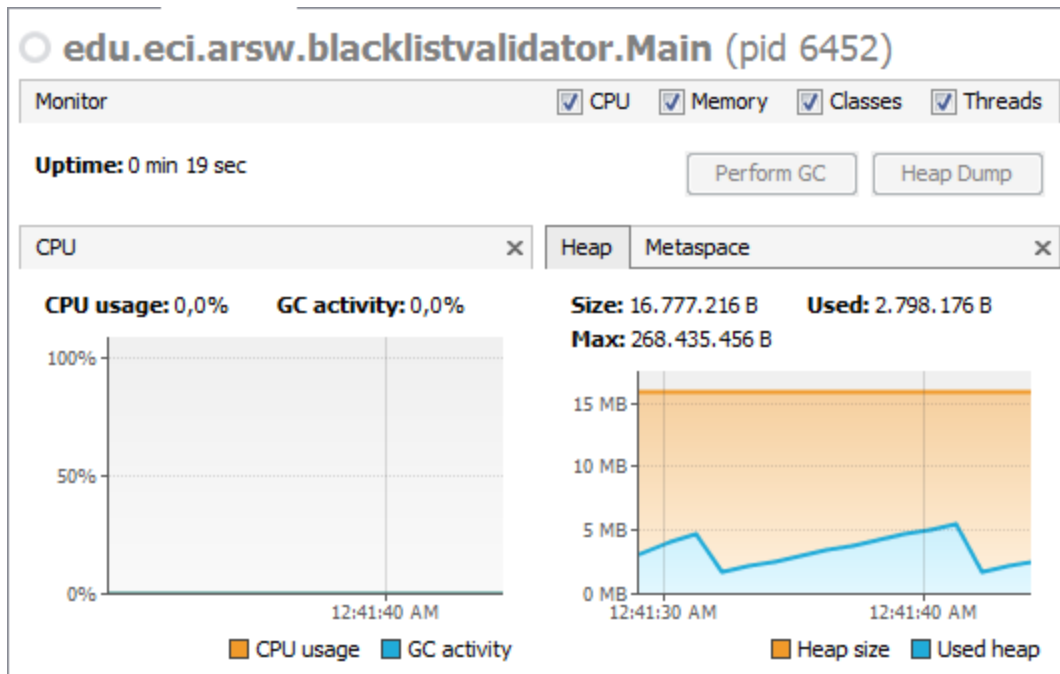 edu.eci.arsw.blacklistvalidator.Main (pid 6452)
Monitor CPU Memory Classes Threads
Uptime: 0 min 19 sec
Perform GC Heap Dump
CPU
CPU usage: 0,0% GC activity: 0,0%
100%
50%
0%
12:41:40 AM
CPU usage GC activity
Heap Metaspace
Size: 16.777.216 B Used: 2.798.176 B
Max: 268.435.456 B
15 MB
10 MB
5 MB
0 MB
12:41:30 AM 12:41:40 AM
Heap size Used heap